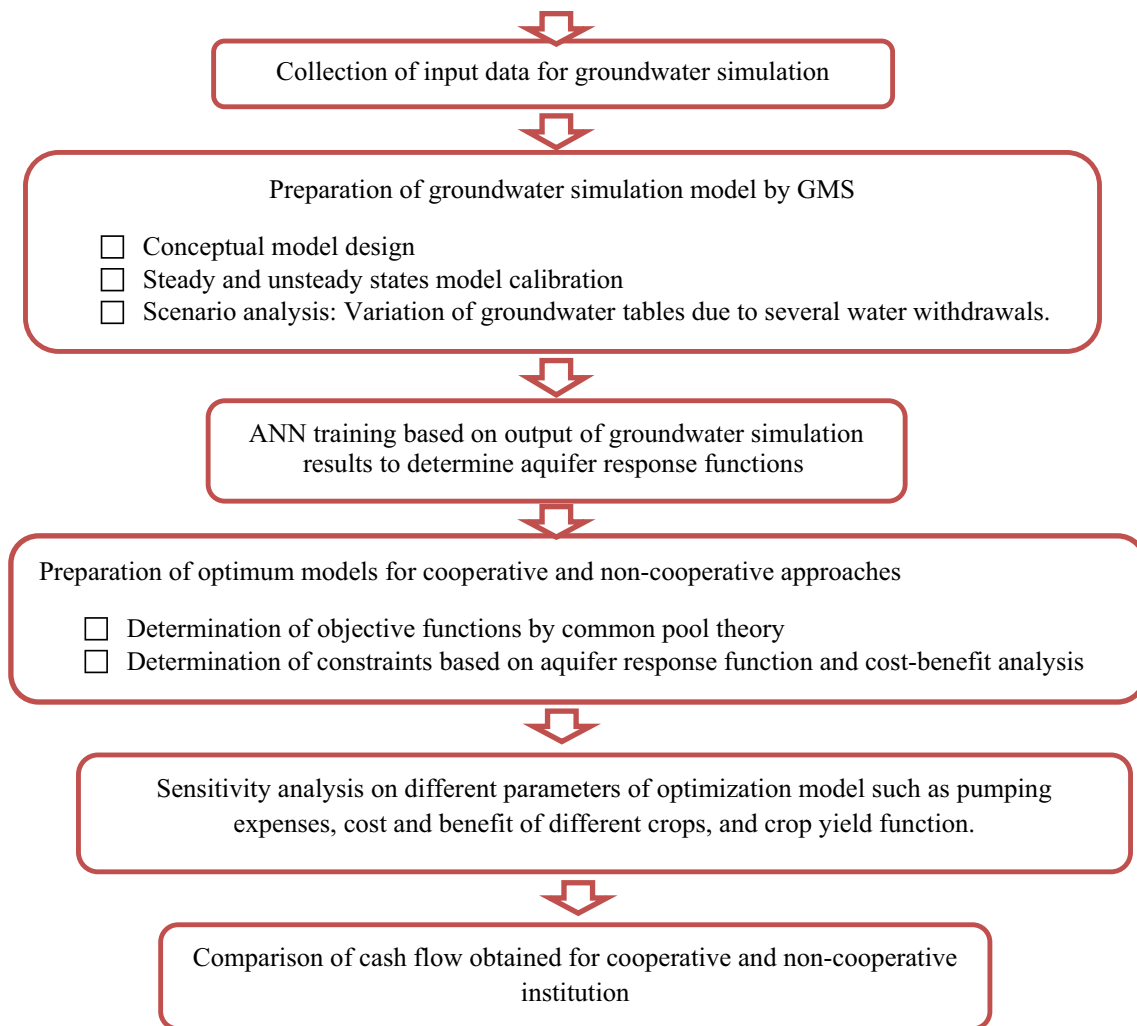 Collection of input data for groundwater simulation
Preparation of groundwater simulation model by GMS
☐ Conceptual model design
☐ Steady and unsteady states model calibration
☐ Scenario analysis: Variation of groundwater tables due to several water withdrawals.
ANN training based on output of groundwater simulation
results to determine aquifer response functions
Preparation of optimum models for cooperative and non-cooperative approaches
☐ Determination of objective functions by common pool theory
☐ Determination of constraints based on aquifer response function and cost-benefit analysis
Sensitivity analysis on different parameters of optimization model such as pumping
expenses, cost and benefit of different crops, and crop yield function.
Comparison of cash flow obtained for cooperative and non-cooperative
institution